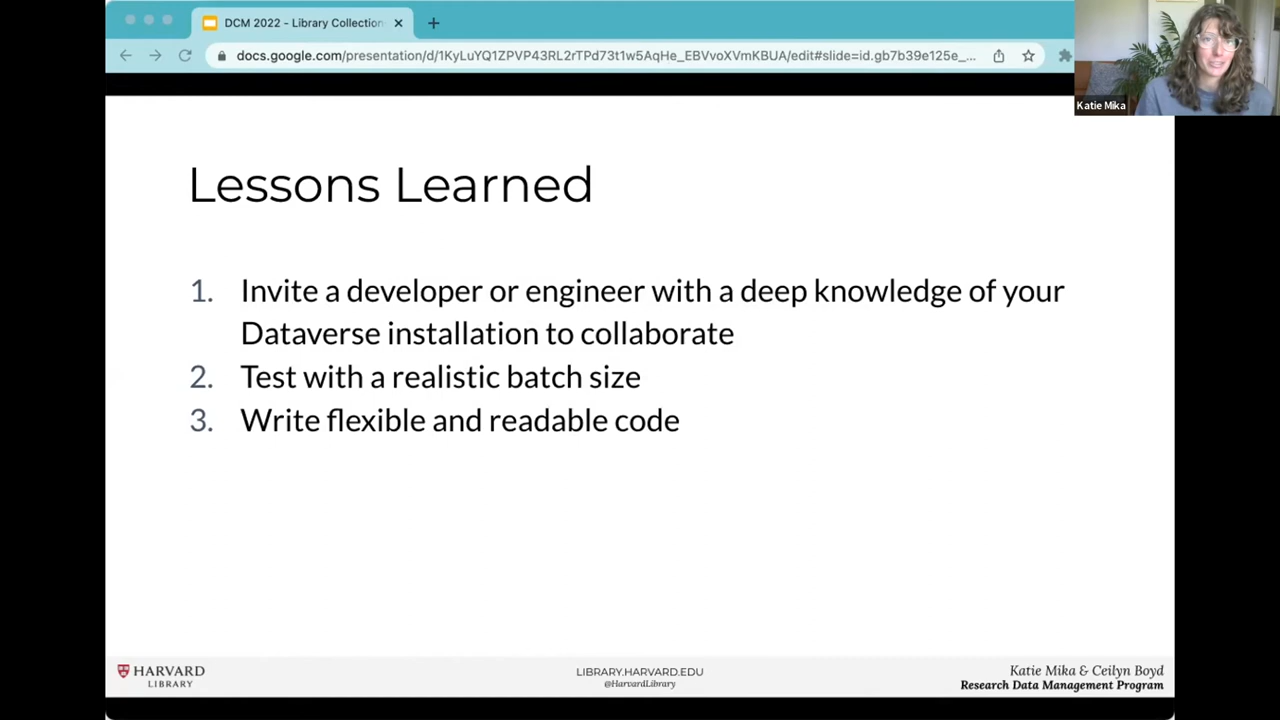 DCM 2022 - Library Collection
docs.google.com/presentation/d/1KyLuYQ1ZPVP43RL2rTPd73t1w5AqHe_EBVvoXVmKBUA/edit#slide=id.gb7b39e125e_...
Katie Mika
Lessons Learned
1. Invite a developer or engineer with a deep knowledge of your
Dataverse installation to collaborate
2. Test with a realistic batch size
3. Write flexible and readable code
HARVARD
LIBRARY
LIBRARY.HARVARD.EDU
@HarvardLibrary
Katie Mika & Ceilyn Boyd
Research Data Management Program